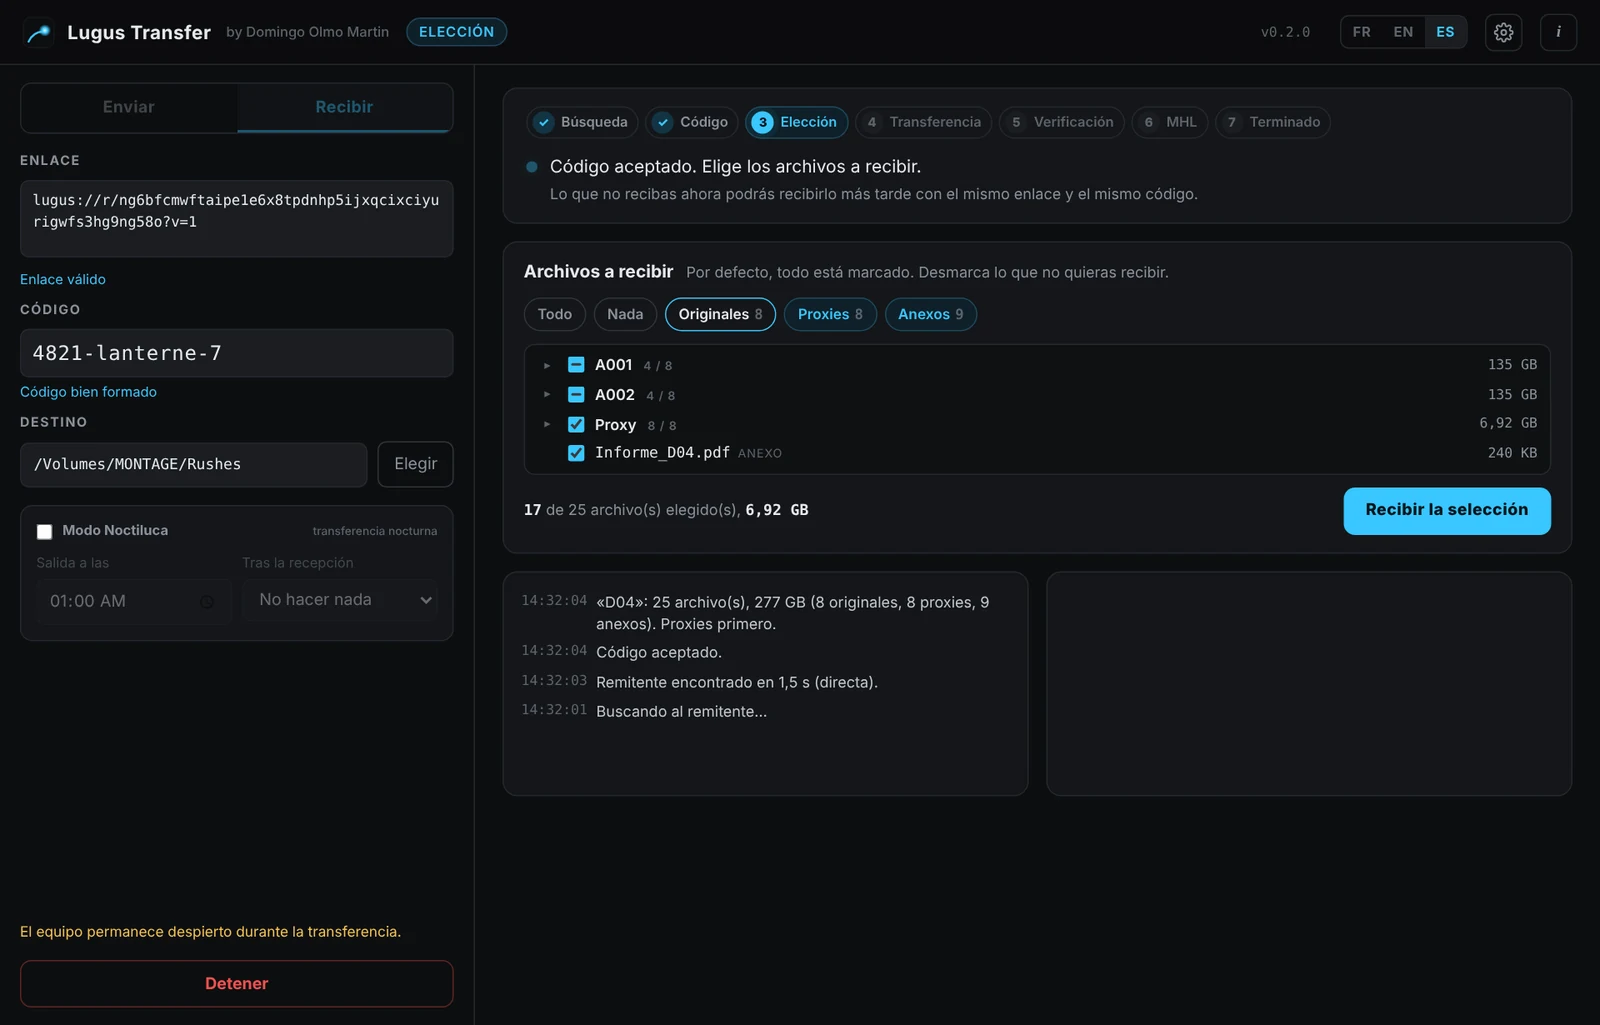 Lugus Transfer by Domingo Olmo Martin ELECCIÓN v0.2.0 FR EN ES i
Enviar Recibir
ENLACE
lugus://r/ng6bfcmwftaipe1e6x8tpdnhp5ijxqcixciyu
rigwfs3hg9ng58o?v=1
Enlace válido
CÓDIGO
4821-lanterne-7
Código bien formado
DESTINO
/Volumes/MONTAGE/Rushes Elegir
Modo Noctiluca transferencia nocturna
Salida a las Tras la recepción
01:00 AM No hacer nada
El equipo permanece despierto durante la transferencia.
Detener
Búsqueda Código 3 Elección 4 Transferencia 5 Verificación 6 MHL 7 Terminado
Código aceptado. Elige los archivos a recibir.
Lo que no recibas ahora podrás recibirlo más tarde con el mismo enlace y el mismo código.
Archivos a recibir Por defecto, todo está marcado. Desmarca lo que no quieras recibir.
Todo Nada Originales 8 Proxies 8 Anexos 9
A001 4 / 8 135 GB
A002 4 / 8 135 GB
Proxy 8 / 8 6,92 GB
Informe_D04.pdf ANEXO 240 KB
17 de 25 archivo(s) elegido(s), 6,92 GB Recibir la selección
14:32:04 «D04»: 25 archivo(s), 277 GB (8 originales, 8 proxies, 9
anexos). Proxies primero.
14:32:04 Código aceptado.
14:32:03 Remitente encontrado en 1,5 s (directa).
14:32:01 Buscando al remitente...